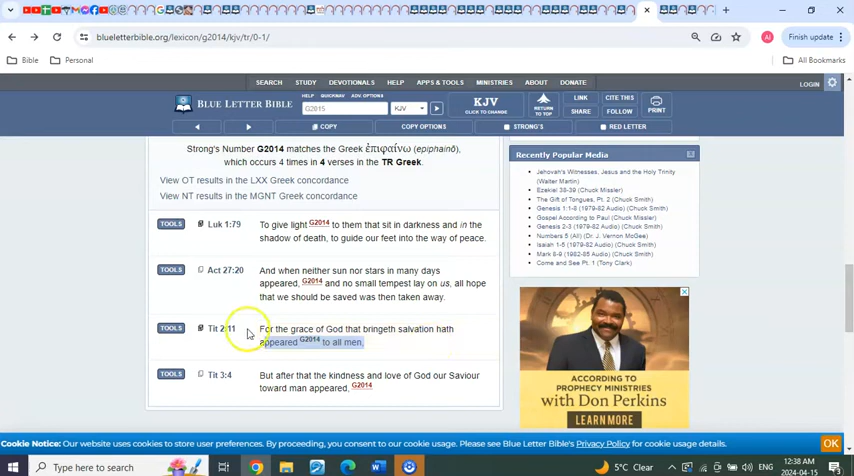 blueletterbible.org/lexicon/g2014/kjv/tr/0-1/
Finish update
Bible
Personal
All Bookmarks
SEARCH STUDY DEVOTIONALS HELP APPS & TOOLS MINISTRIES ABOUT DONATE
LOGIN
BLUE LETTER BIBLE
HELP QUICKNAV ADV. OPTIONS
G2015
KJV
KJV
CLICK TO CHANGE
RETURN
TO TOP
LINK
SHARE
CITE THIS
FOLLOW
PRINT
COPY
COPY OPTIONS
STRONG'S
RED LETTER
Strong's Number G2014 matches the Greek ἐπιφαίνω (epiphainō),
which occurs 4 times in 4 verses in the TR Greek.
View OT results in the LXX Greek concordance
View NT results in the MGNT Greek concordance
TOOLS Luk 1:79 To give light G2014 to them that sit in darkness and in the
shadow of death, to guide our feet into the way of peace.
TOOLS Act 27:20 And when neither sun nor stars in many days
appeared, G2014 and no small tempest lay on us, all hope
that we should be saved was then taken away.
TOOLS Tit 2:11 For the grace of God that bringeth salvation hath
appeared G2014 to all men,
TOOLS Tit 3:4 But after that the kindness and love of God our Saviour
toward man appeared, G2014
Recently Popular Media
Jehovah's Witnesses, Jesus and the Holy Trinity
(Walter Martin)
Ezekiel 38-39 (Chuck Missler)
The Gift of Tongues, Pt. 2 (Chuck Smith)
Genesis 1:1-8 (1979-82 Audio) (Chuck Smith)
Gospel According to Paul (Chuck Missler)
Genesis 2-3 (1979-82 Audio) (Chuck Smith)
Numbers 5 (All) (Dr. J. Vernon McGee)
Isaiah 1-5 (1979-82 Audio) (Chuck Smith)
Mark 8-9 (1982-85 Audio) (Chuck Smith)
Come and See Pt. 1 (Tony Clark)
ACCORDING TO
PROPHECY MINISTRIES
WITH DON PERKINS
LEARN MORE
Cookie Notice: Our website uses cookies to store user preferences. By proceeding, you consent to our cookie usage. Please see Blue Letter Bible's Privacy Policy for cookie usage details.
OK
Type here to search
5°C Clear
ENG
12:38 AM
2024-04-15